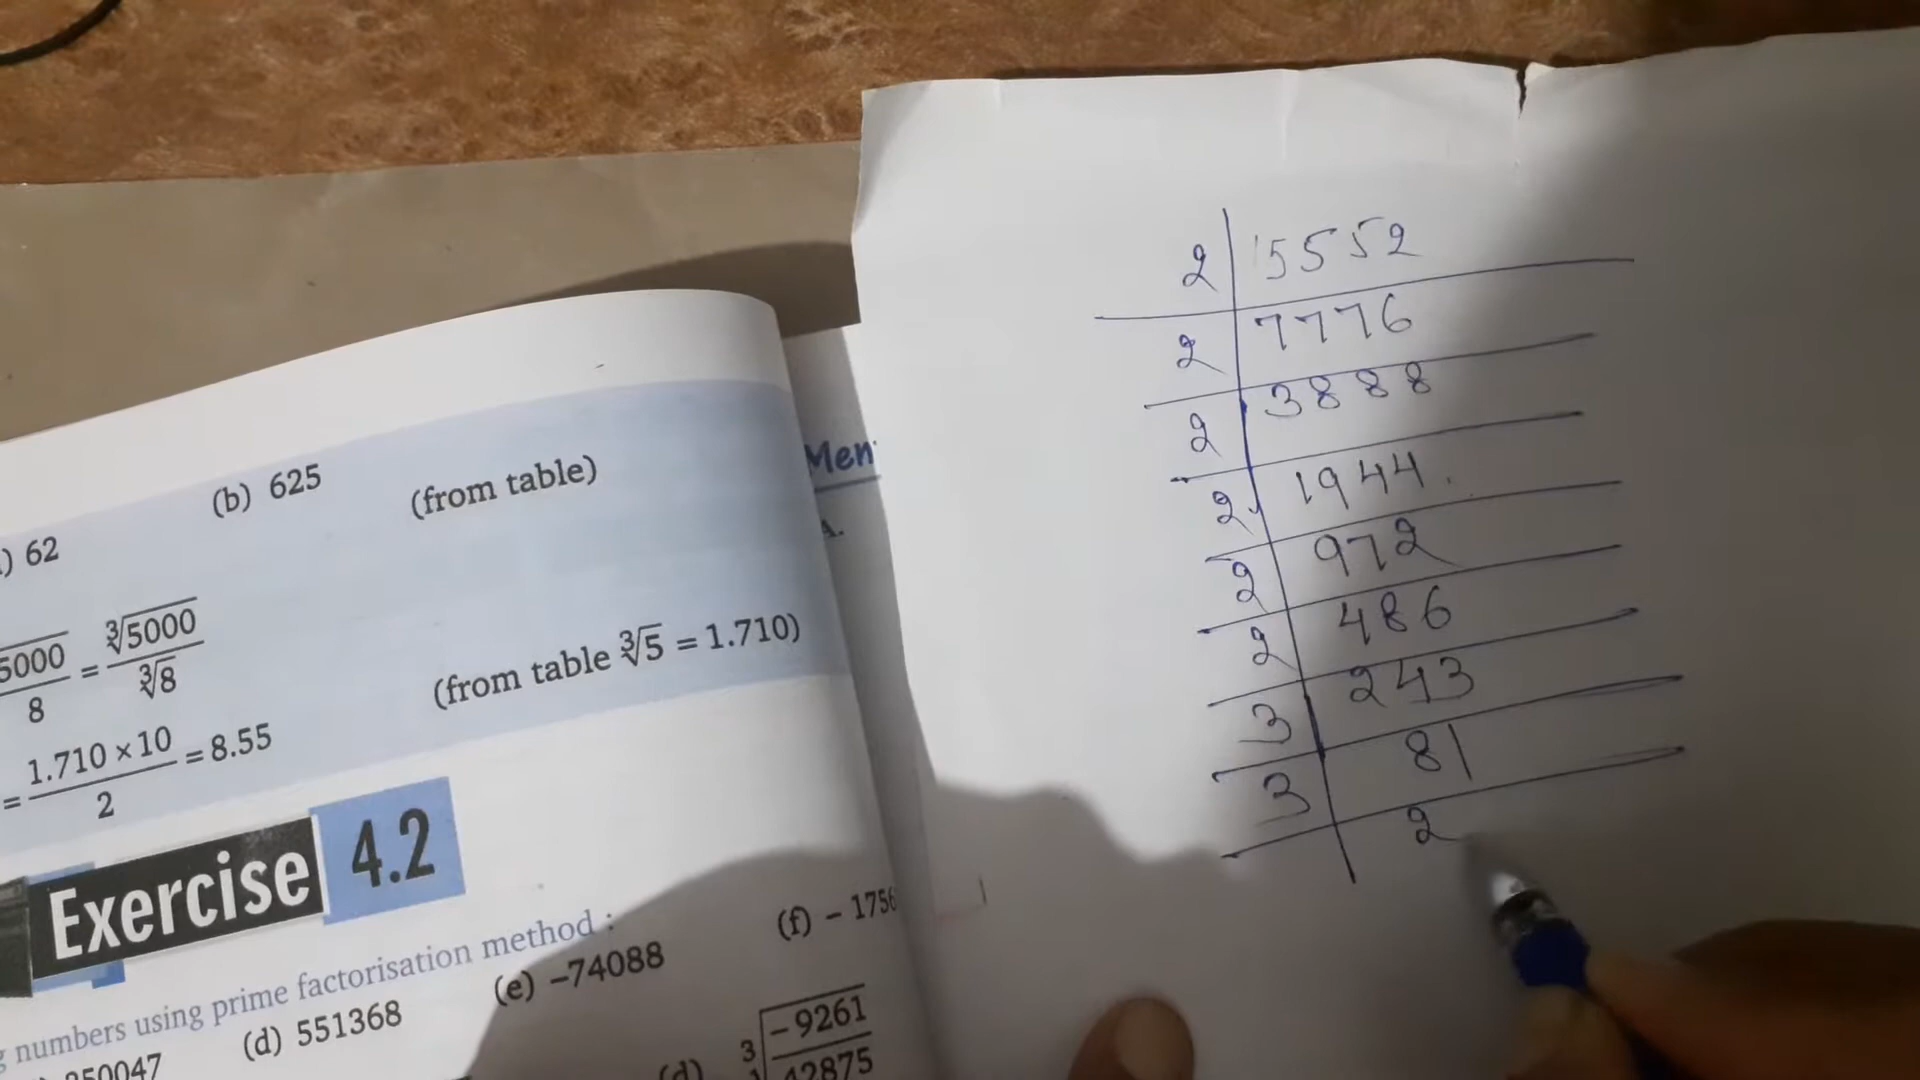 (b) 625 (from table)
) 62
5000/8 = ∛5000/∛8 (from table ∛5 = 1.710)
= 1.710 × 10/2 = 8.55
Exercise 4.2
numbers using prime factorisation method :
50047 (d) 551368 (e) –74088 (f) – 1756
(d) ∛–9261/42875
Men
A.
2 15552
2 7776
2 3888
2 1944
2 972
2 486
3 243
3 81
2